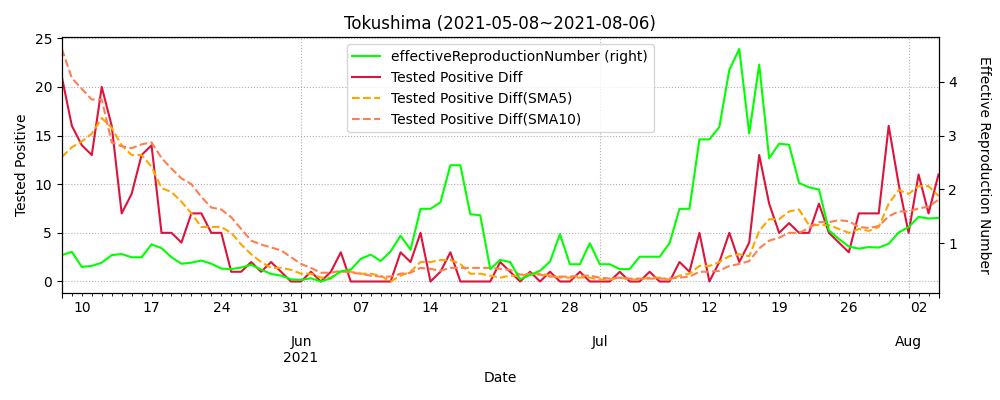 Tokushima (2021-05-08~2021-08-06)
effectiveReproductionNumber (right)
Tested Positive Diff
Tested Positive Diff(SMA5)
Tested Positive Diff(SMA10)
Tested Positive
25
20
15
10
5
0
Effective Reproduction Number
4
3
2
1
10 17 24 07 14 21 28 05 12 19 26 02
Jun Jul Aug
2021
Date